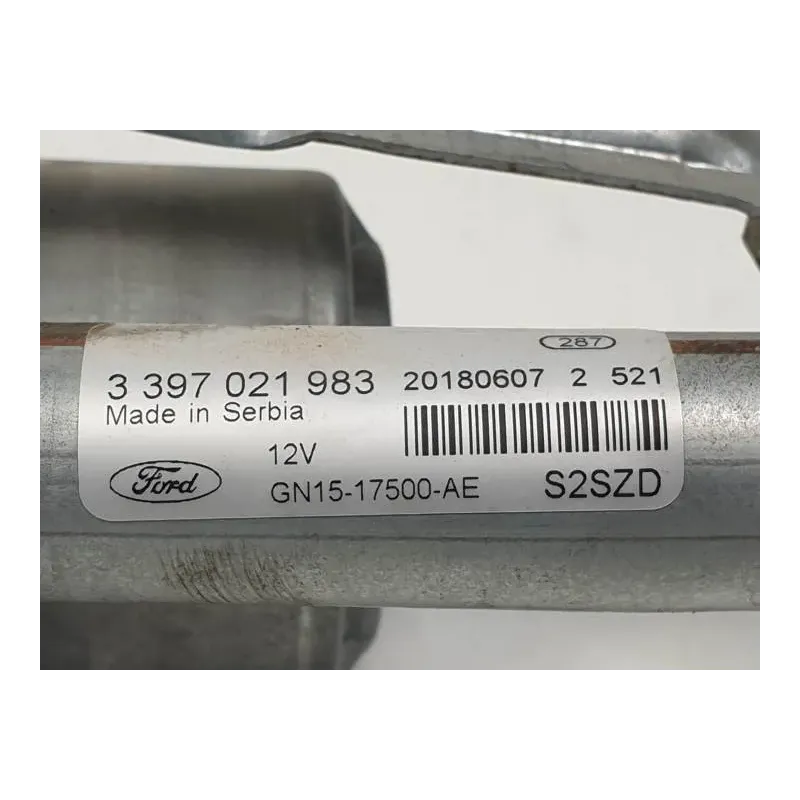 287
3 397 021 983 20180607 2 521
Made in Serbia
12V
Ford GN15-17500-AE S2SZD